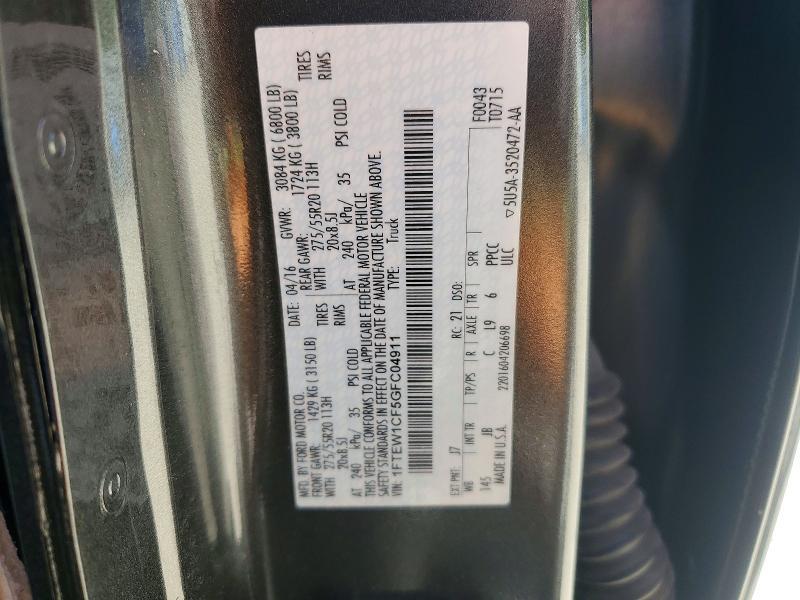 MFD. BY FORD MOTOR CO.
DATE: 04/16 GVWR: 3084 KG ( 6800 LB)
FRONT GAWR: 1429 KG ( 3150 LB) REAR GAWR: 1724 KG ( 3800 LB)
WITH 275/55R20 113H TIRES WITH 275/55R20 113H TIRES
20x8.5J RIMS 20x8.5J RIMS
AT 240 kPa/ 35 PSI COLD AT 240 kPa/ 35 PSI COLD
THIS VEHICLE CONFORMS TO ALL APPLICABLE FEDERAL MOTOR VEHICLE
SAFETY STANDARDS IN EFFECT ON THE DATE OF MANUFACTURE SHOWN ABOVE.
VIN: 1FTEW1CF5GFC04911 TYPE: Truck
EXT PNT: J7 RC: 21 DSO: F0043
T0715
WB INT TR TP/PS R AXLE TR SPR
145 JB C L9 6 PPCC
ULC
MADE IN U.S.A. 2201604206698 5U5A-3520472-AA